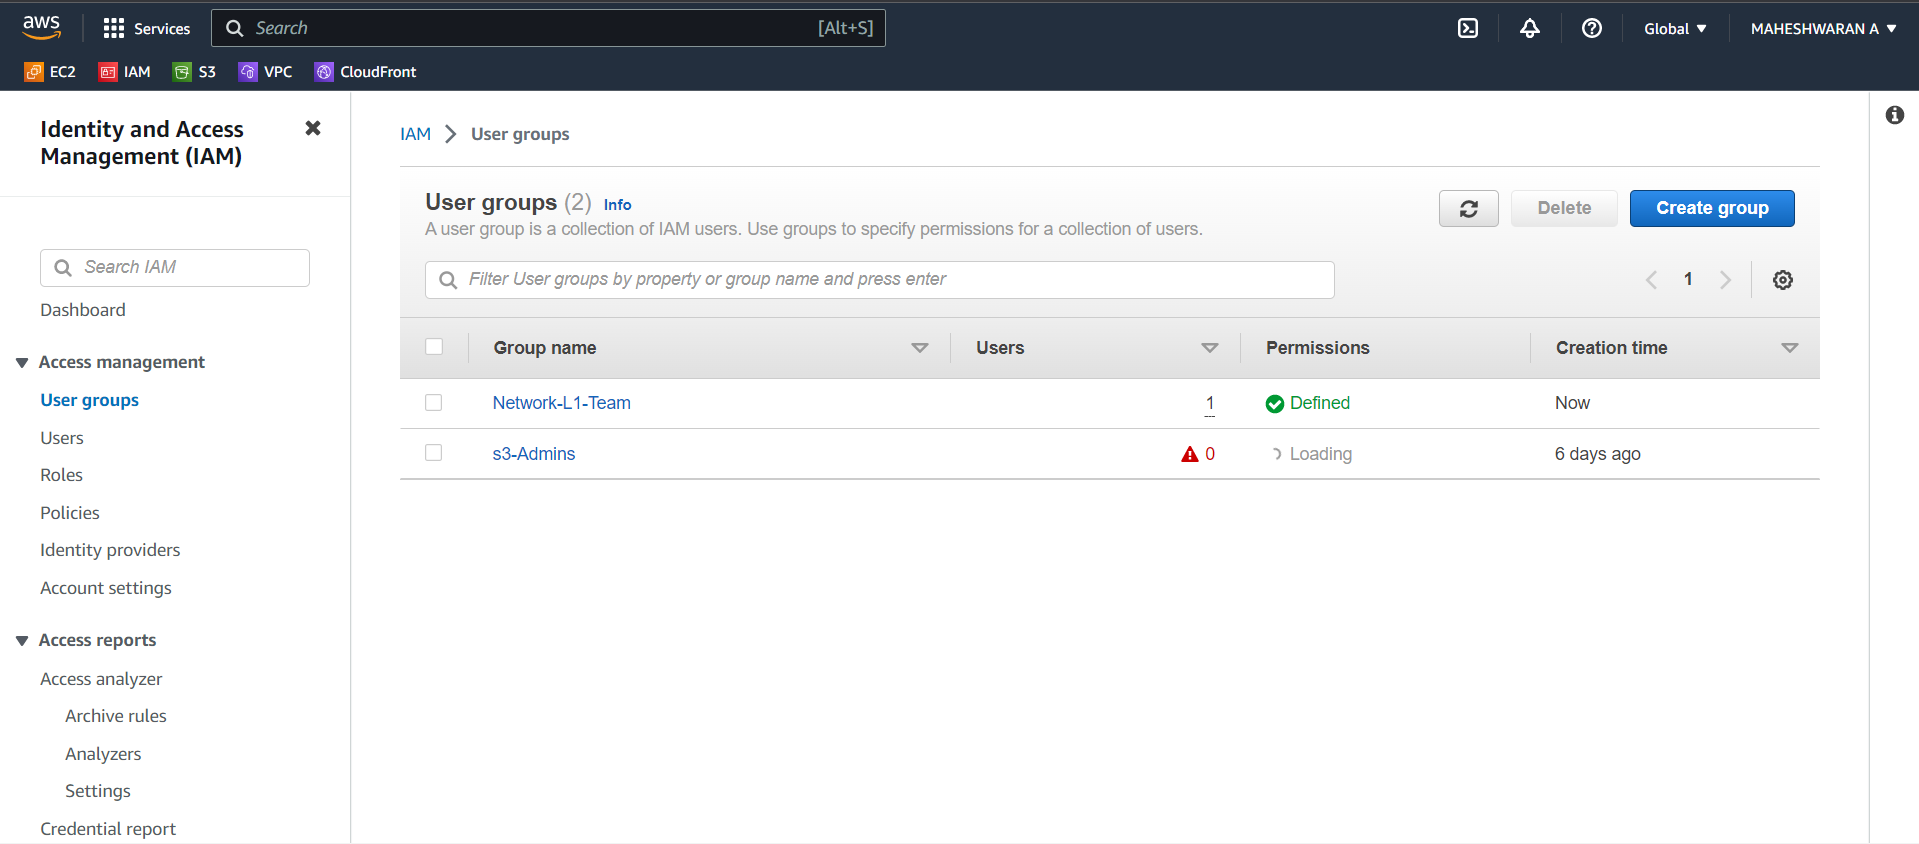 aws Services Search [Alt+S] Global MAHESHWARAN A
EC2 IAM S3 VPC CloudFront
Identity and Access
Management (IAM)
Search IAM
Dashboard
Access management
User groups
Users
Roles
Policies
Identity providers
Account settings
Access reports
Access analyzer
Archive rules
Analyzers
Settings
Credential report
IAM User groups
User groups (2) Info
A user group is a collection of IAM users. Use groups to specify permissions for a collection of users.
Delete Create group
Filter User groups by property or group name and press enter
1
Group name Users Permissions Creation time
Network-L1-Team 1 Defined Now
s3-Admins 0 Loading 6 days ago